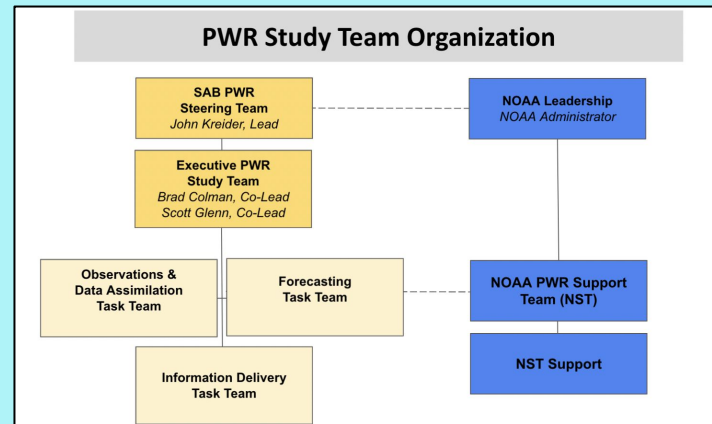 PWR Study Team Organization
SAB PWR
Steering Team
John Kreider, Lead
NOAA Leadership
NOAA Administrator
Executive PWR
Study Team
Brad Colman, Co-Lead
Scott Glenn, Co-Lead
Observations &
Data Assimilation
Task Team
Forecasting
Task Team
NOAA PWR Support
Team (NST)
Information Delivery
Task Team
NST Support